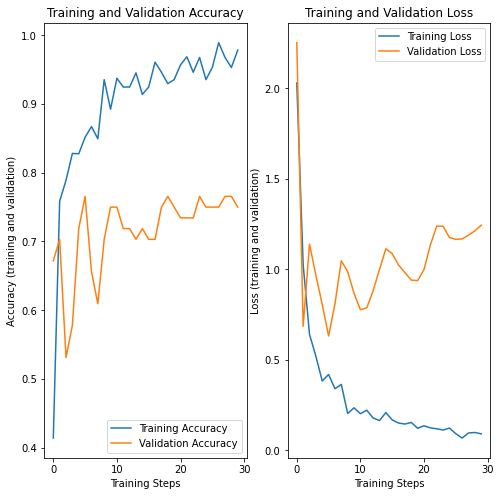 Training and Validation Accuracy
Accuracy (training and validation)
1.0
0.9
0.8
0.7
0.6
0.5
0.4
0
10
20
30
Training Steps
Training Accuracy
Validation Accuracy
Training and Validation Loss
Loss (training and validation)
2.0
1.5
1.0
0.5
0.0
0
10
20
30
Training Steps
Training Loss
Validation Loss